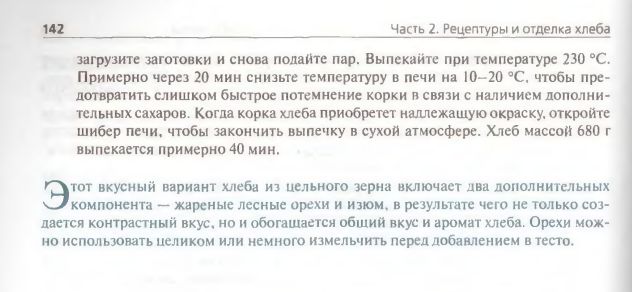 142
Часть 2. Рецептуры и отделка хлеба
загрузите заготовки и снова подайте пар. Выпекайте при температуре 230 °С.
Примерно через 20 мин снизьте температуру в печи на 10–20 °С, чтобы пре-
дотвратить слишком быстрое потемнение корки в связи с наличием дополни-
тельных сахаров. Когда корка хлеба приобретет надлежащую окраску, откройте
шибер печи, чтобы закончить выпечку в сухой атмосфере. Хлеб массой 680 г
выпекается примерно 40 мин.
Этот вкусный вариант хлеба из цельного зерна включает два дополнительных
компонента — жареные лесные орехи и изюм, в результате чего не только соз-
дается контрастный вкус, но и обогащается общий вкус и аромат хлеба. Орехи мож-
но использовать целиком или немного измельчить перед добавлением в тесто.